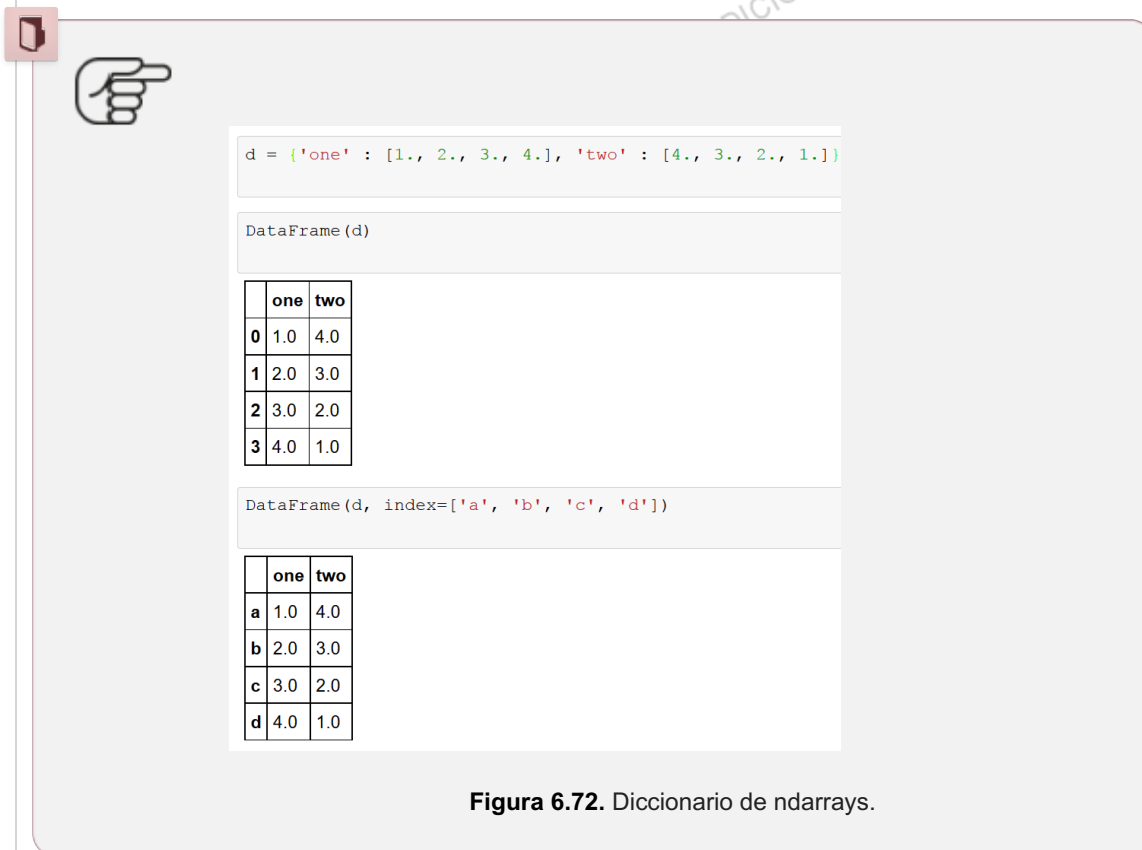 d = {'one' : [1., 2., 3., 4.], 'two' : [4., 3., 2., 1.]}
DataFrame(d)
one two
0 1.0 4.0
1 2.0 3.0
2 3.0 2.0
3 4.0 1.0
DataFrame(d, index=['a', 'b', 'c', 'd'])
one two
a 1.0 4.0
b 2.0 3.0
c 3.0 2.0
d 4.0 1.0
Figura 6.72. Diccionario de ndarrays.